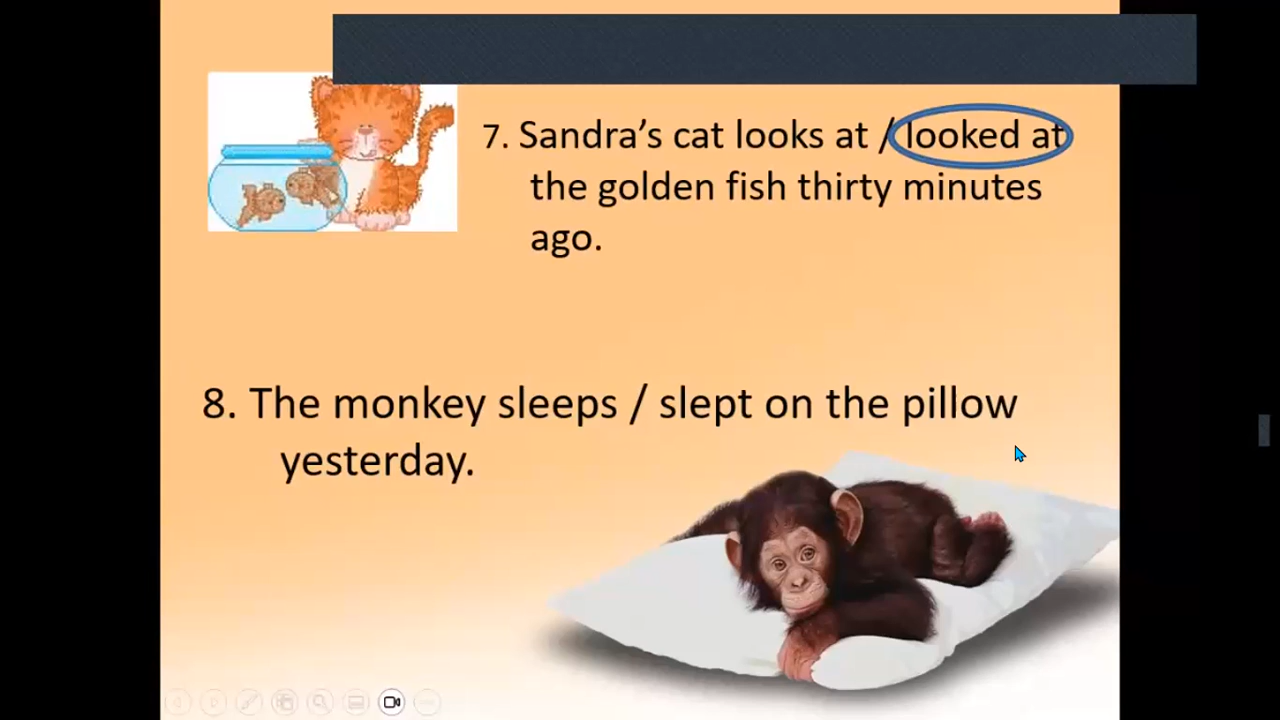 7. Sandra’s cat looks at / looked at
the golden fish thirty minutes
ago.
8. The monkey sleeps / slept on the pillow
yesterday.